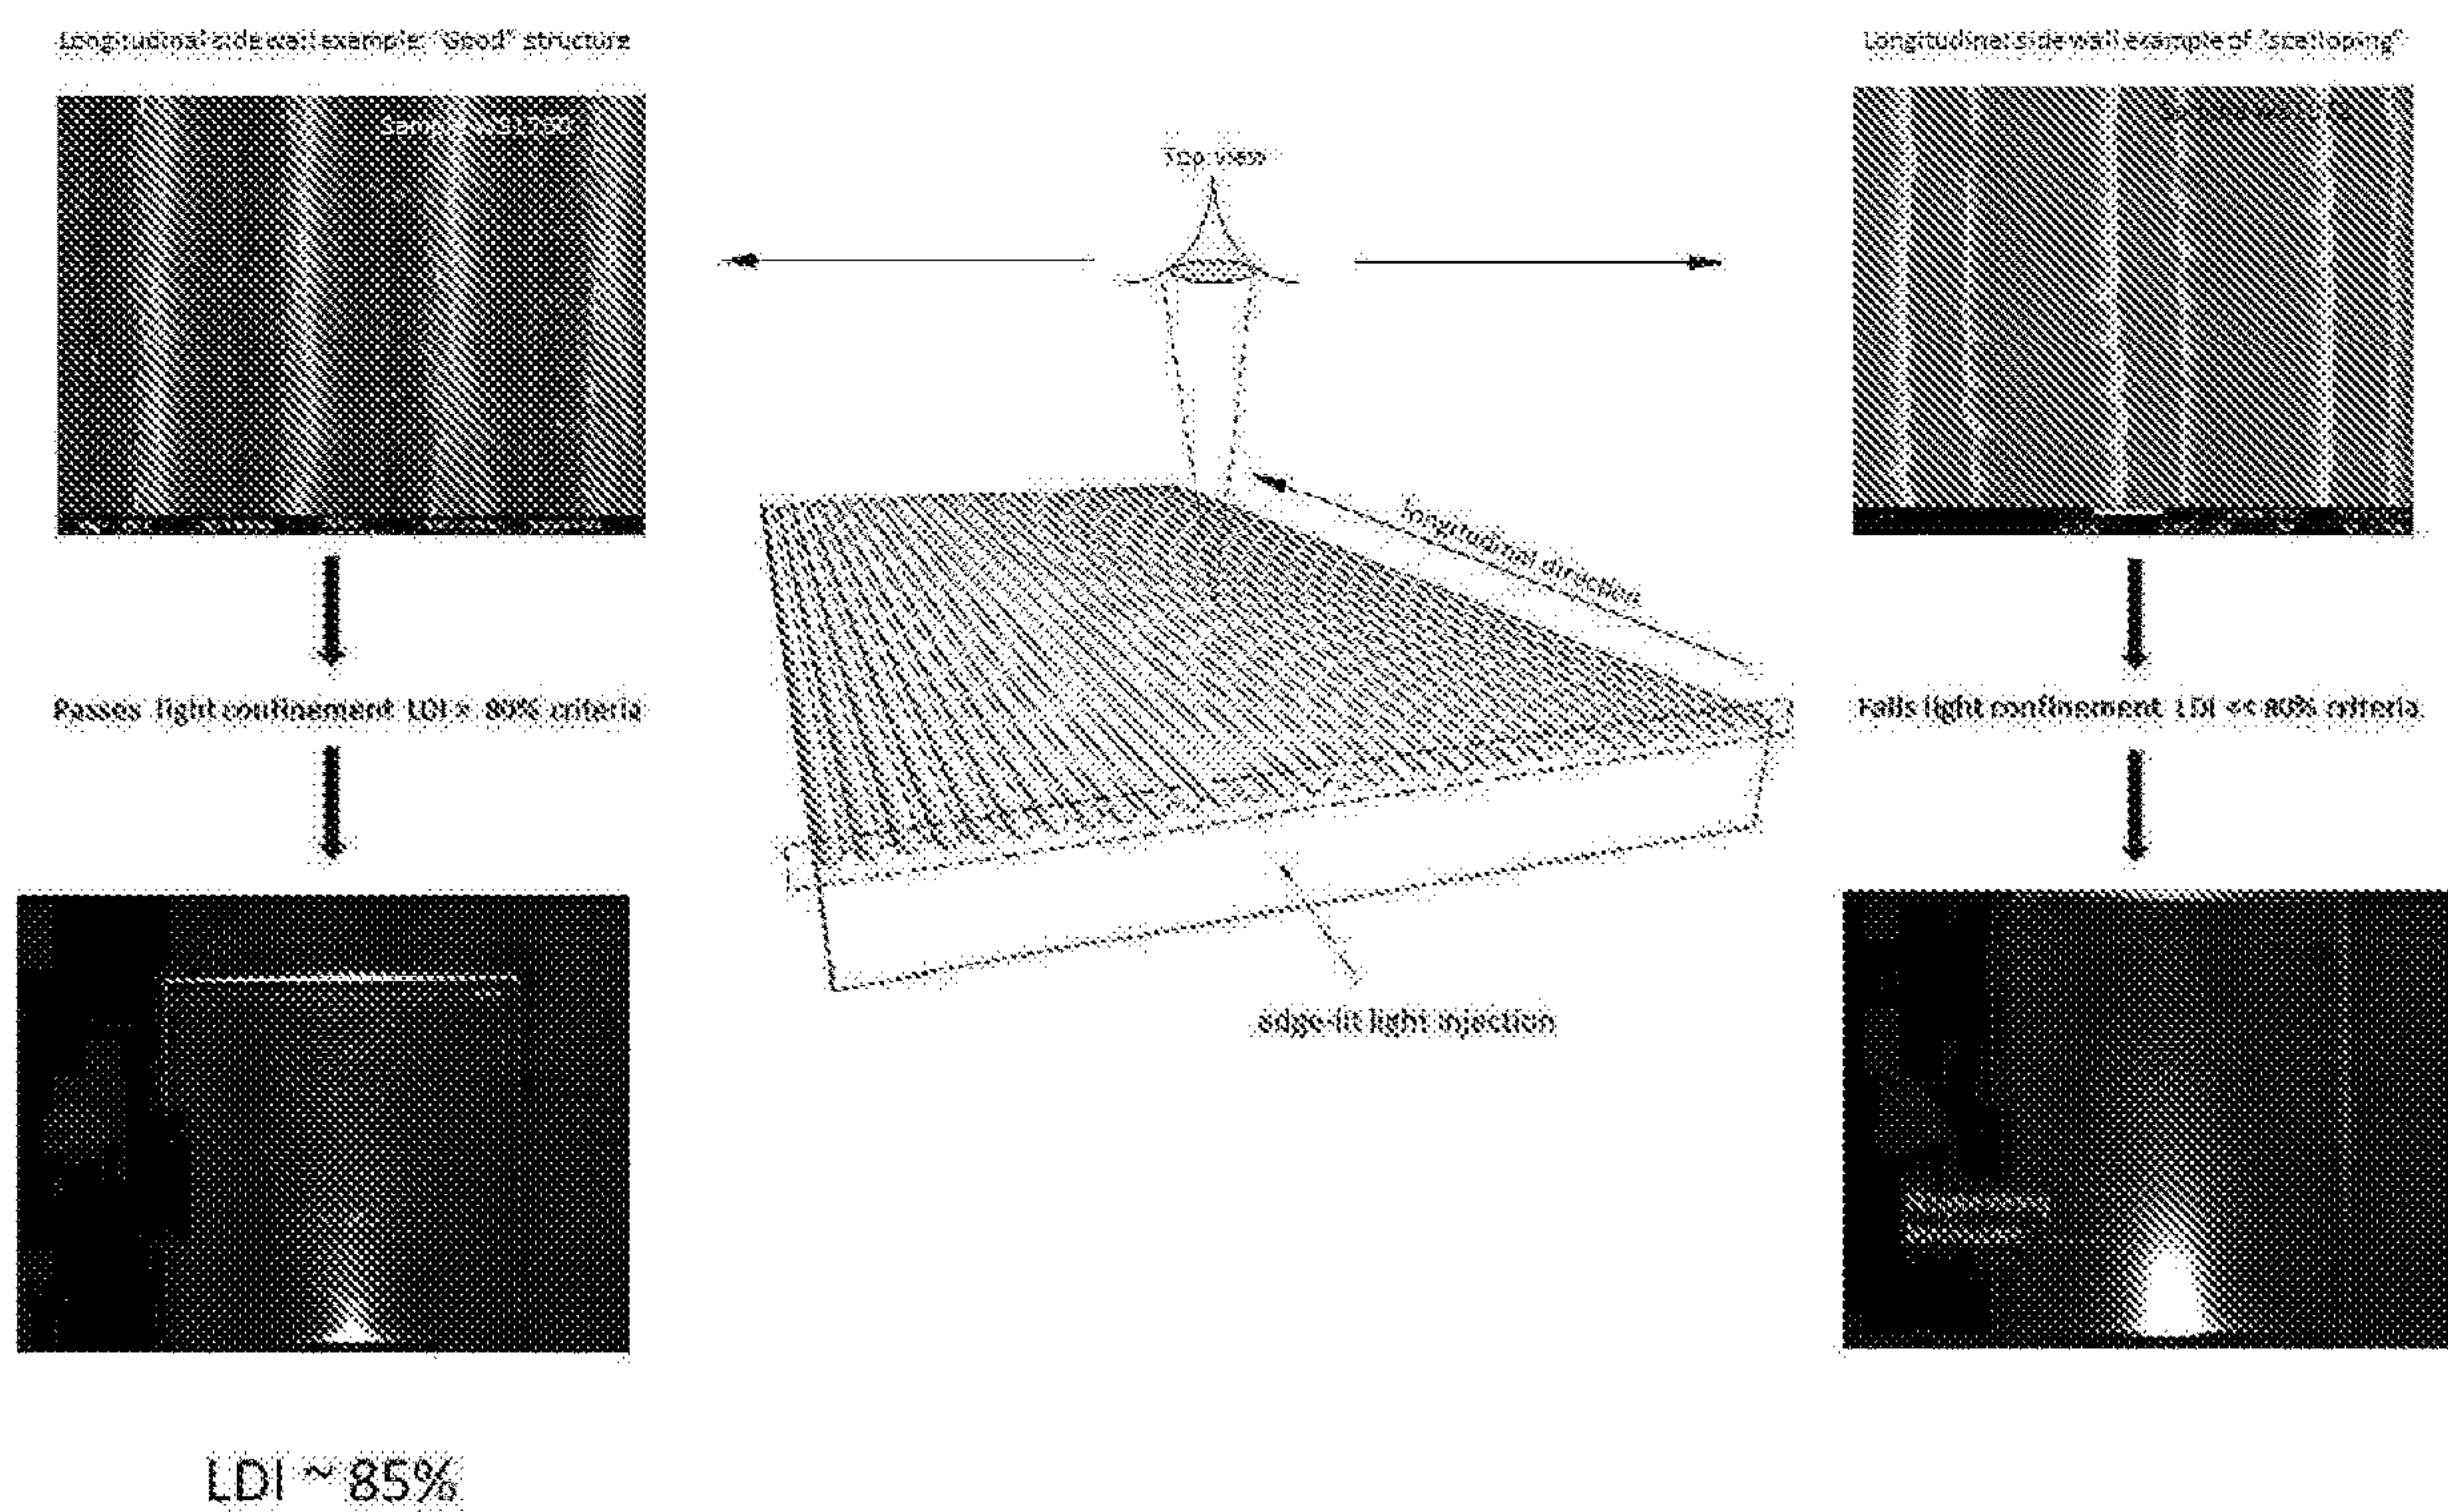 Longitudinal side wall example "Good" structure
Longitudinal side wall example of "scalloping"
Sample
Top view
longitudinal direction
Passes light confinement LDI > 80% criteria
Fails light confinement LDI << 80% criteria
edge-lit light injection
LDI ~ 85%